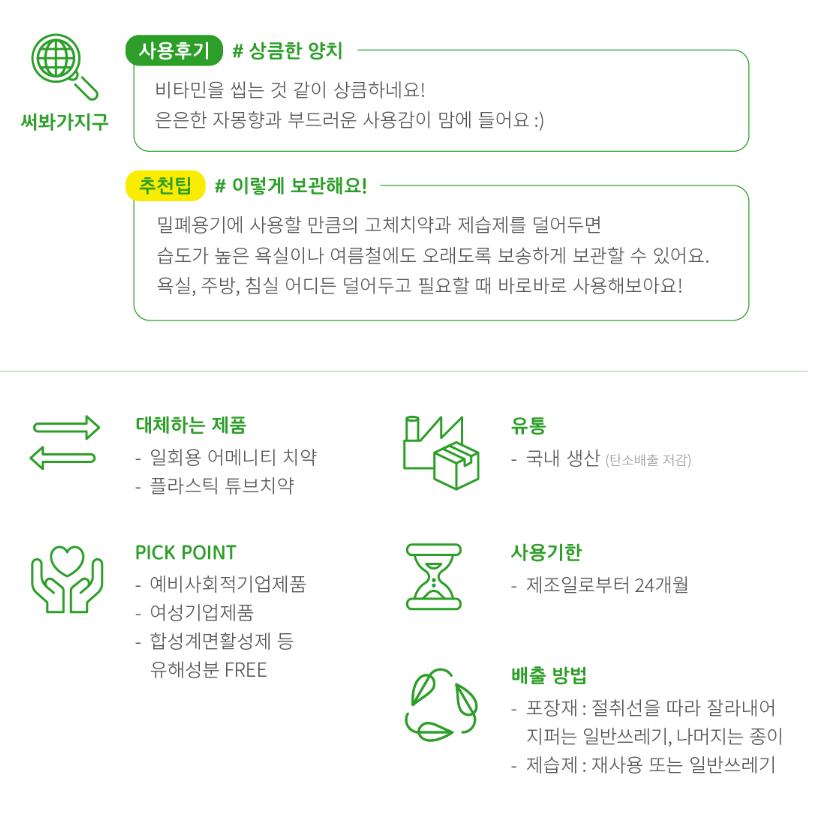 써봐가지구
사용후기 # 상큼한 양치
비타민을 씹는 것 같이 상큼하네요!
은은한 자몽향과 부드러운 사용감이 맘에 들어요 :)
추천팁 # 이렇게 보관해요!
밀폐용기에 사용할 만큼의 고체치약과 제습제를 덜어두면
습도가 높은 욕실이나 여름철에도 오래도록 보송하게 보관할 수 있어요.
욕실, 주방, 침실 어디든 덜어두고 필요할 때 바로바로 사용해보아요!
대체하는 제품
- 일회용 어메니티 치약
- 플라스틱 튜브치약
유통
- 국내 생산 (탄소배출 저감)
PICK POINT
- 예비사회적기업제품
- 여성기업제품
- 합성계면활성제 등
유해성분 FREE
사용기한
- 제조일로부터 24개월
배출 방법
- 포장재 : 절취선을 따라 잘라내어
지퍼는 일반쓰레기, 나머지는 종이
- 제습제 : 재사용 또는 일반쓰레기